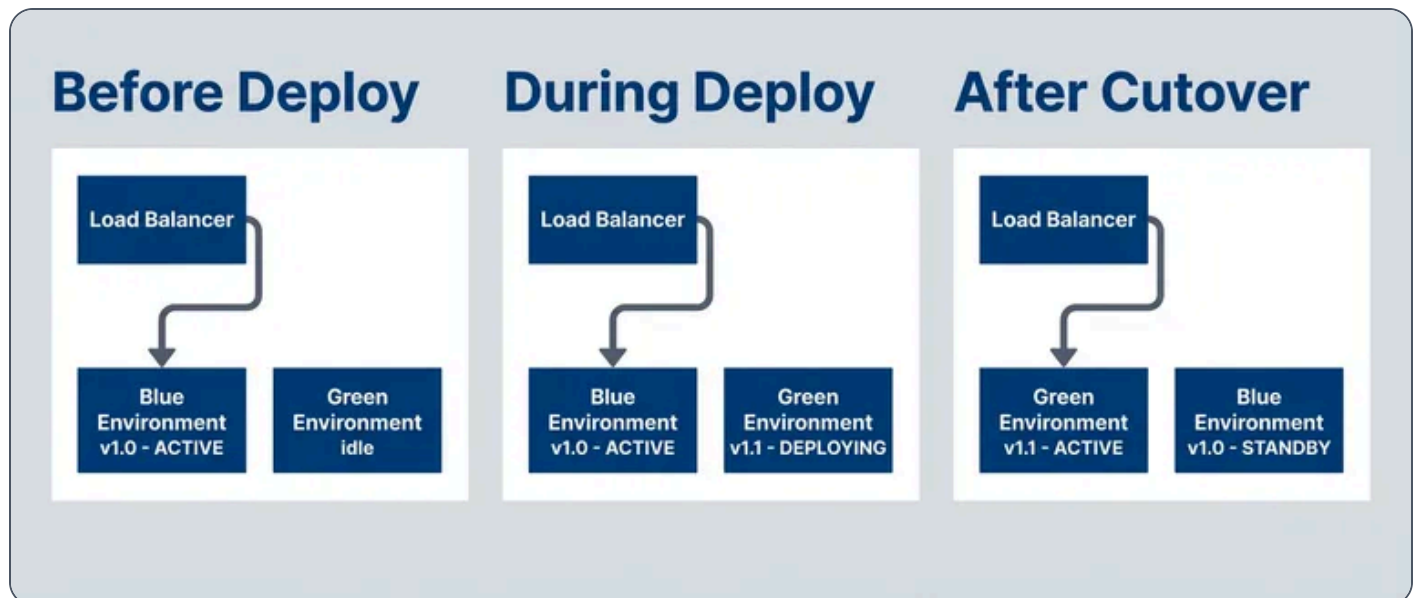 Before Deploy
Load Balancer
Blue
Environment
v1.0 - ACTIVE
Green
Environment
idle
During Deploy
Load Balancer
Blue
Environment
v1.0 - ACTIVE
Green
Environment
v1.1 - DEPLOYING
After Cutover
Load Balancer
Green
Environment
v1.1 - ACTIVE
Blue
Environment
v1.0 - STANDBY